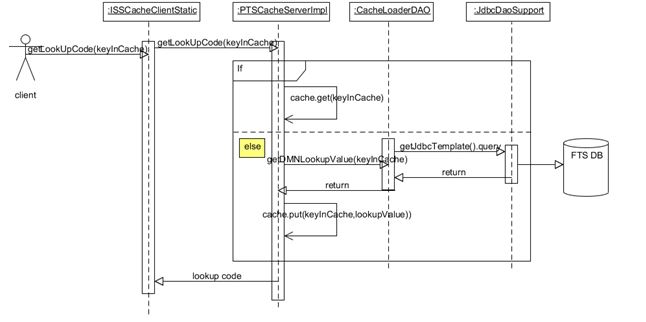 :ISSCacheClientStatic
:PTSCacheServerImpl
:CacheLoaderDAO
:JdbcDaoSupport
getLookUpCode(keyInCache)
getLookUpCode(keyInCache)
client
If
cache.get(keyInCache)
else
getDMNLookupValue(keyInCache)
getJdbcTemplate().query
FTS DB
return
return
cache.put(keyInCache,lookupValue))
lookup code